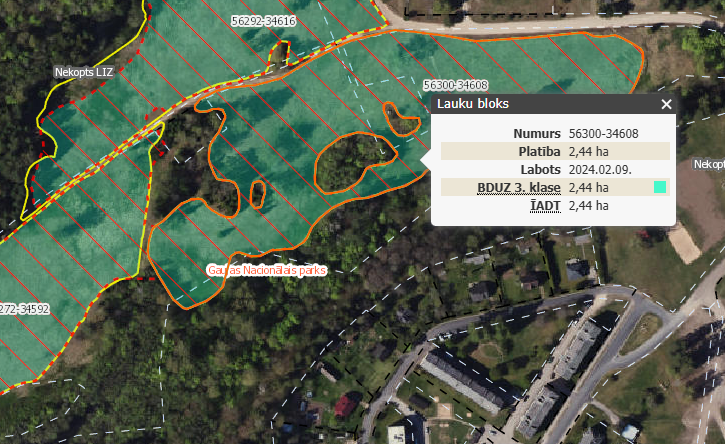 56292-34616
Nekopts LIZ
56300-34608
Lauku bloks
Numurs 56300-34608
Platība 2,44 ha
Labots 2024.02.09.
BDUZ 3. klase 2,44 ha
ĪADT 2,44 ha
Nekopt
Gaujas Nacionālais parks
272-34592